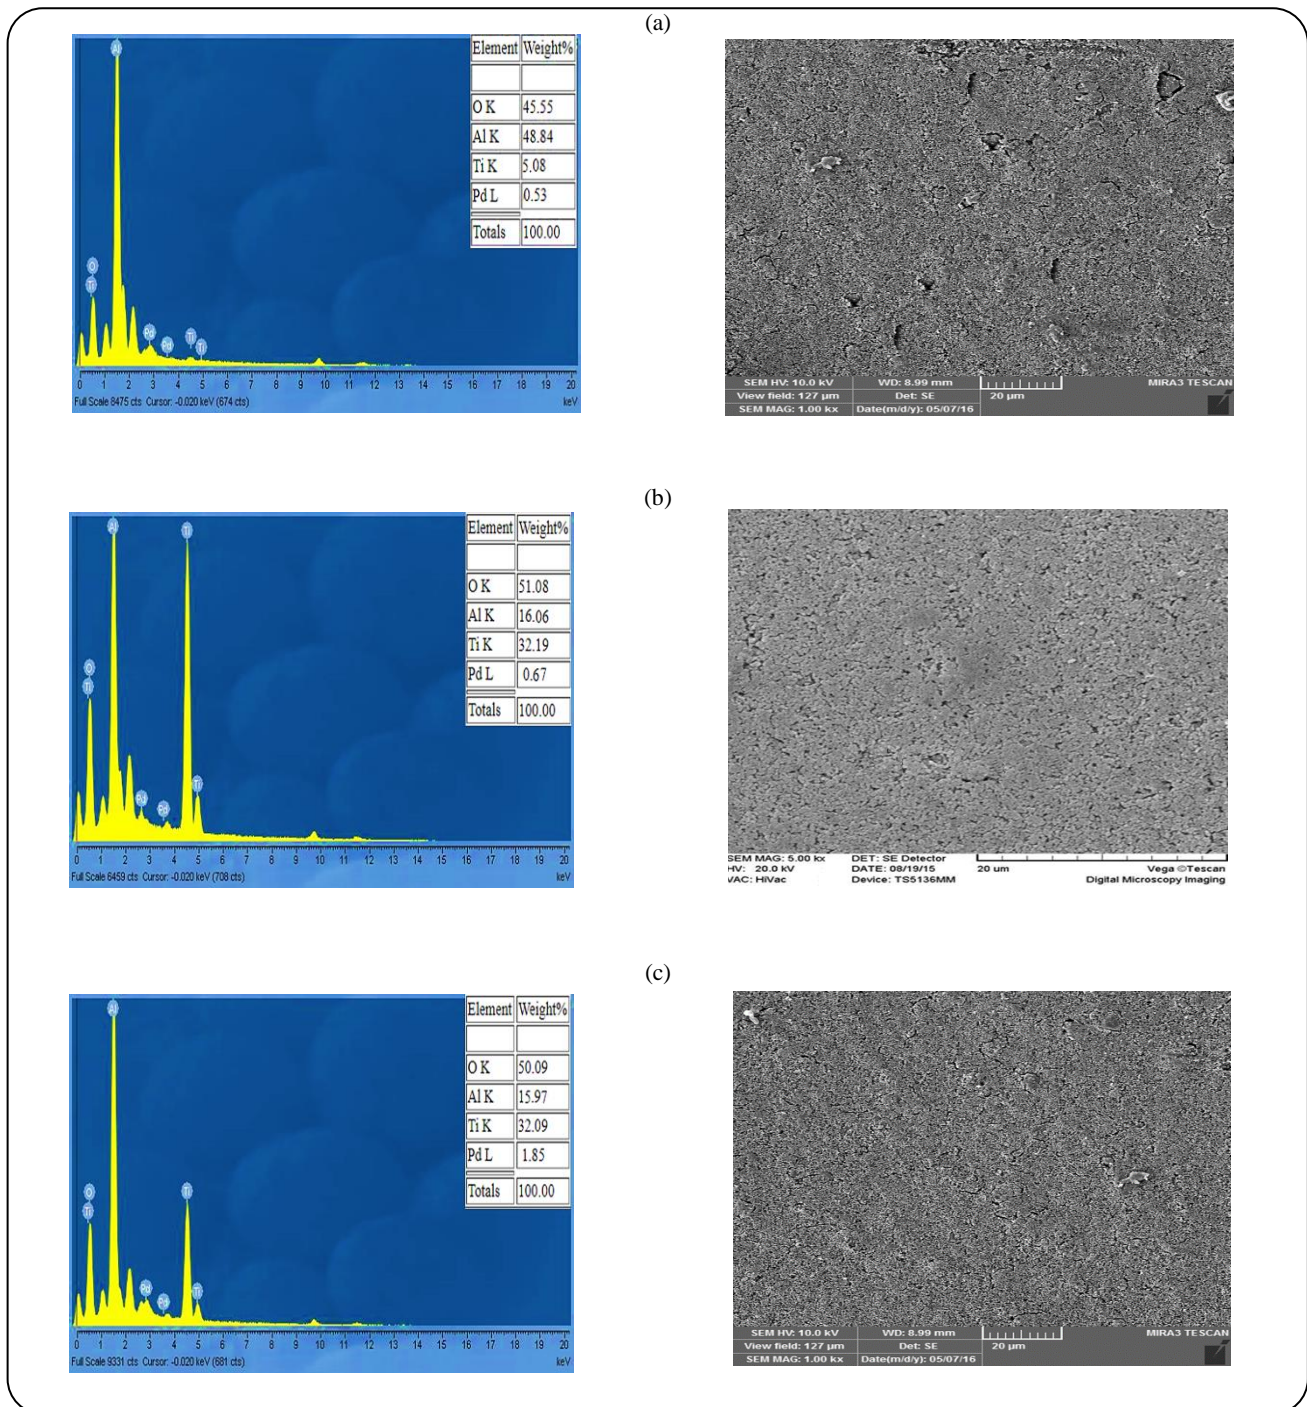 (a)
Al
O
Ti
Pd
Pd
Ti
Ti
Element Weight%
O K 45.55
Al K 48.84
Ti K 5.08
Pd L 0.53
Totals 100.00
0 1 2 3 4 5 6 7 8 9 10 11 12 13 14 15 16 17 18 19 20
Full Scale 8475 cts Cursor: -0.020 keV (674 cts) keV
SEM HV: 10.0 kV WD: 8.99 mm MIRA3 TESCAN
View field: 127 µm Det: SE 20 µm
SEM MAG: 1.00 kx Date(m/d/y): 05/07/16
(b)
Al
Ti
O
Ti
Pd
Pd
Ti
Element Weight%
O K 51.08
Al K 16.06
Ti K 32.19
Pd L 0.67
Totals 100.00
0 1 2 3 4 5 6 7 8 9 10 11 12 13 14 15 16 17 18 19 20
Full Scale 6459 cts Cursor: -0.020 keV (708 cts) keV
SEM MAG: 5.00 kx DET: SE Detector
HV: 20.0 kV DATE: 08/19/15 20 um Vega ©Tescan
VAC: HiVac Device: TS5136MM Digital Microscopy Imaging
(c)
Al
O
Ti
Ti
Pd
Pd
Ti
Element Weight%
O K 50.09
Al K 15.97
Ti K 32.09
Pd L 1.85
Totals 100.00
0 1 2 3 4 5 6 7 8 9 10 11 12 13 14 15 16 17 18 19 20
Full Scale 9331 cts Cursor: -0.020 keV (681 cts) keV
SEM HV: 10.0 kV WD: 8.99 mm MIRA3 TESCAN
View field: 127 µm Det: SE 20 µm
SEM MAG: 1.00 kx Date(m/d/y): 05/07/16